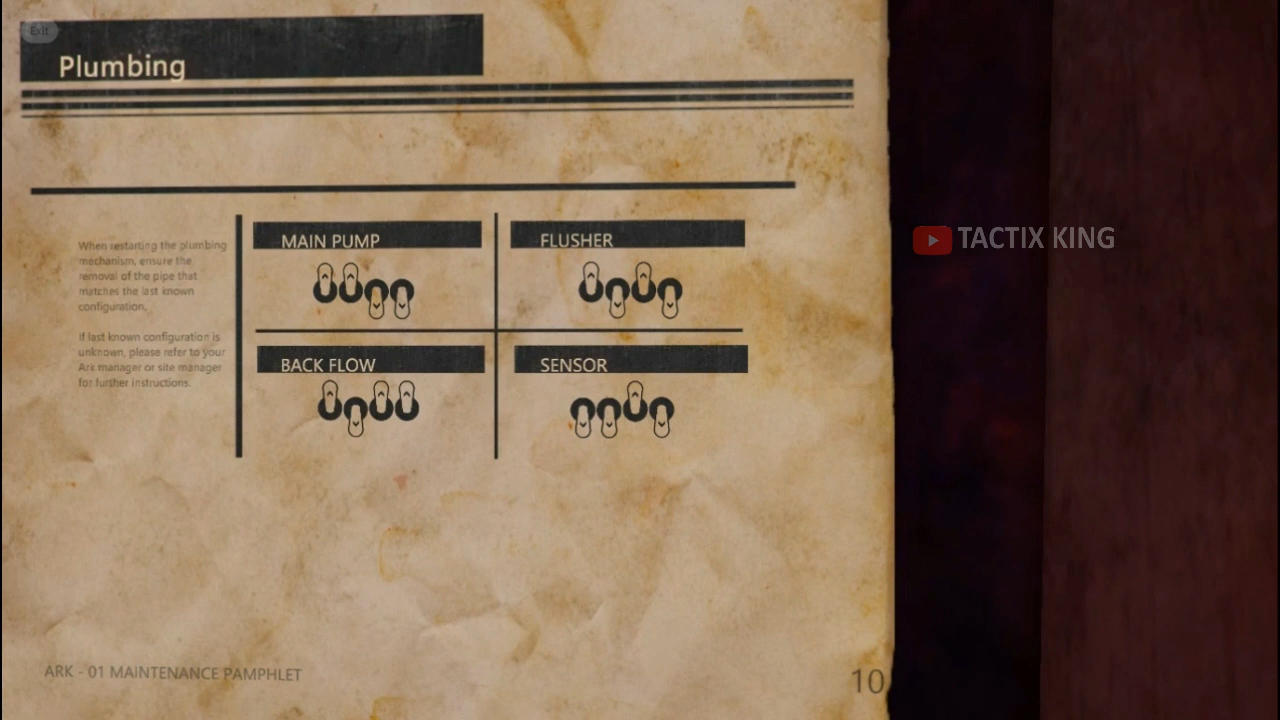 Exit
Plumbing
When restarting the plumbing
mechanism, ensure the
removal of the pipe that
matches the last known
configuration.
If last known configuration is
unknown, please refer to your
Ark manager or site manager
for further instructions.
MAIN PUMP
FLUSHER
BACK FLOW
SENSOR
TACTIX KING
ARK - 01 MAINTENANCE PAMPHLET
10